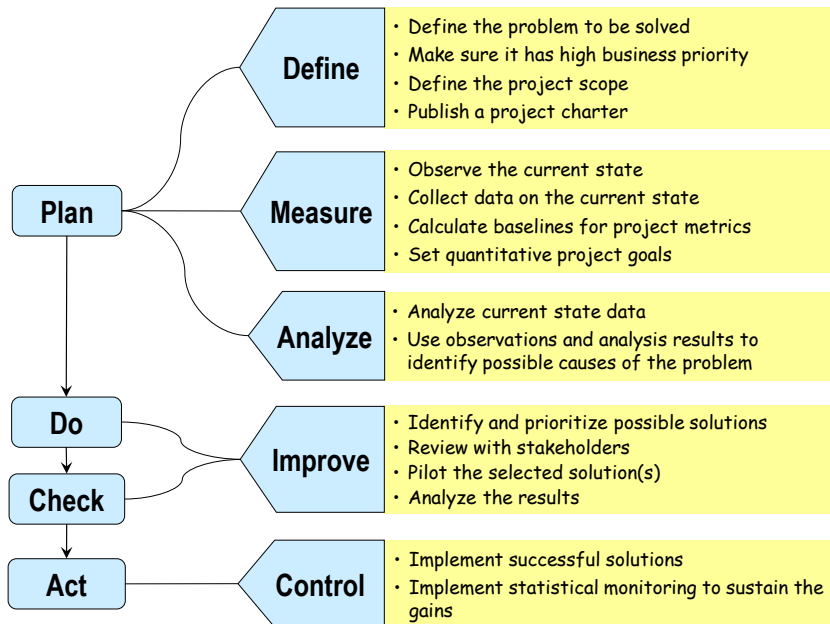 Define
• Define the problem to be solved
• Make sure it has high business priority
• Define the project scope
• Publish a project charter
Plan
Measure
• Observe the current state
• Collect data on the current state
• Calculate baselines for project metrics
• Set quantitative project goals
Analyze
• Analyze current state data
• Use observations and analysis results to
identify possible causes of the problem
Do
Check
Improve
• Identify and prioritize possible solutions
• Review with stakeholders
• Pilot the selected solution(s)
• Analyze the results
Act
Control
• Implement successful solutions
• Implement statistical monitoring to sustain the
gains